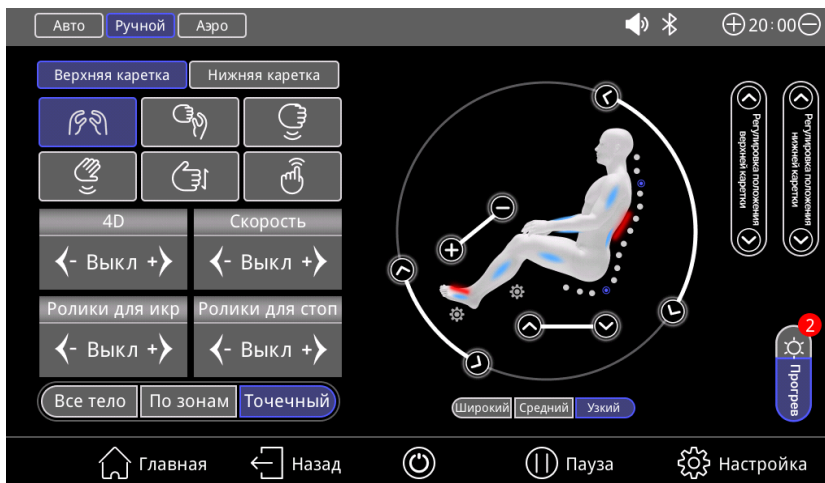 Авто Ручной Аэро
20:00
Верхняя каретка Нижняя каретка
Регулировка положения
верхней каретки
Регулировка положения
нижней каретки
4D Скорость
- Выкл + - Выкл +
Ролики для икр Ролики для стоп
- Выкл + - Выкл +
2
Прогрев
Все тело По зонам Точечный
Широкий Средний Узкий
Главная Назад Пауза Настройка